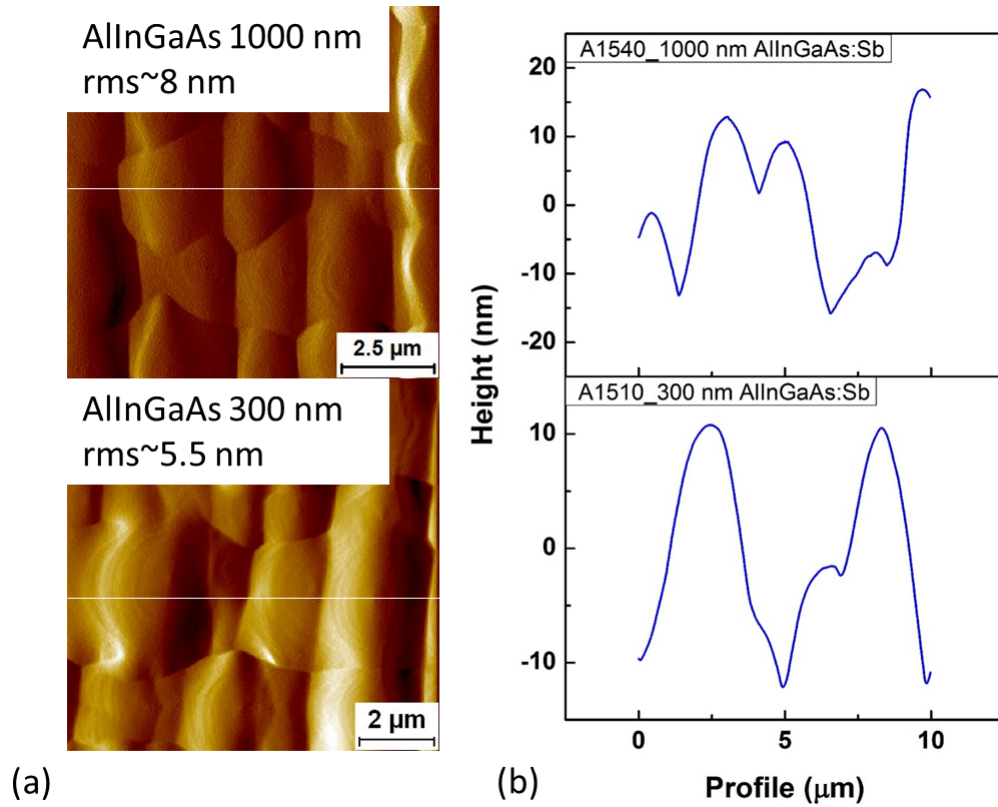 AlInGaAs 1000 nm
rms~8 nm
2.5 µm
AlInGaAs 300 nm
rms~5.5 nm
2 µm
(a)
A1540_1000 nm AlInGaAs:Sb
20
10
0
-10
-20
A1510_300 nm AlInGaAs:Sb
10
0
-10
Height (nm)
0 5 10
Profile (µm)
(b)